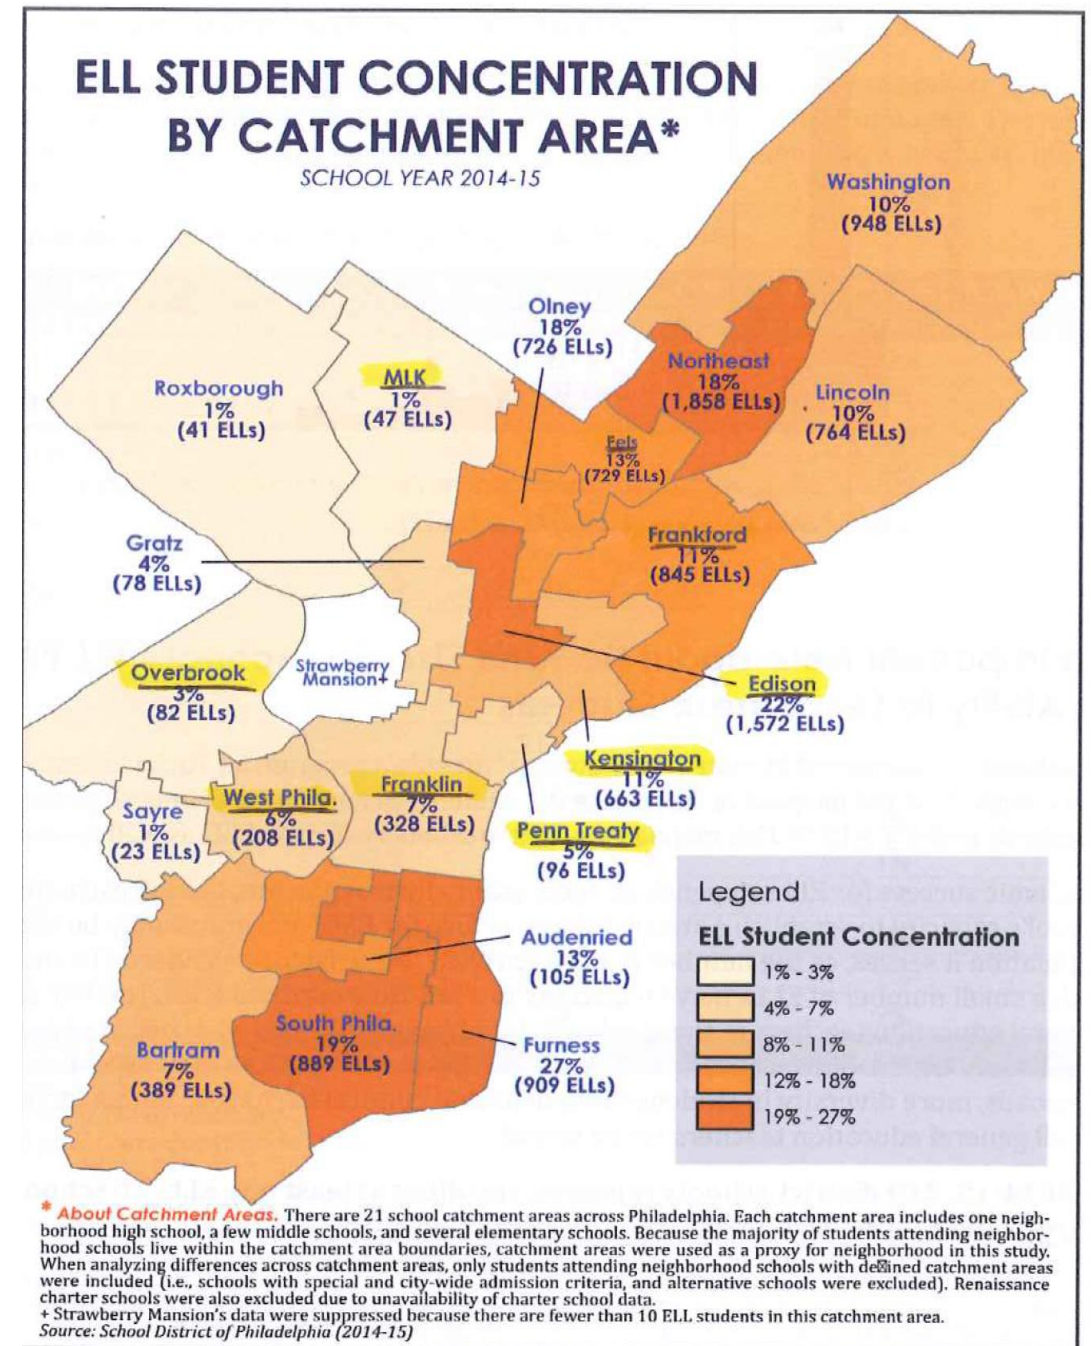 ELL STUDENT CONCENTRATION
BY CATCHMENT AREA*
SCHOOL YEAR 2014-15
Washington
10%
(948 ELLs)
Olney
18%
(726 ELLs)
Northeast
18%
(1,858 ELLs)
Lincoln
10%
(764 ELLs)
Roxborough
1%
(41 ELLs)
MLK
1%
(47 ELLs)
Fels
13%
(729 ELLs)
Frankford
11%
(845 ELLs)
Gratz
4%
(78 ELLs)
Strawberry
Mansion+
Overbrook
3%
(82 ELLs)
Edison
22%
(1,572 ELLs)
Kensington
11%
(663 ELLs)
Franklin
7%
(328 ELLs)
West Phila.
6%
(208 ELLs)
Sayre
1%
(23 ELLs)
Penn Treaty
5%
(96 ELLs)
Audenried
13%
(105 ELLs)
South Phila.
19%
(889 ELLs)
Furness
27%
(909 ELLs)
Bartram
7%
(389 ELLs)
Legend
ELL Student Concentration
1% - 3%
4% - 7%
8% - 11%
12% - 18%
19% - 27%
* About Catchment Areas. There are 21 school catchment areas across Philadelphia. Each catchment area includes one neigh-
borhood high school, a few middle schools, and several elementary schools. Because the majority of students attending neighbor-
hood schools live within the catchment area boundaries, catchment areas were used as a proxy for neighborhood in this study.
When analyzing differences across catchment areas, only students attending neighborhood schools with de☒ined catchment areas
were included (i.e., schools with special and city-wide admission criteria, and alternative schools were excluded). Renaissance
charter schools were also excluded due to unavailability of charter school data.
+ Strawberry Mansion's data were suppressed because there are fewer than 10 ELL students in this catchment area.
Source: School District of Philadelphia (2014-15)